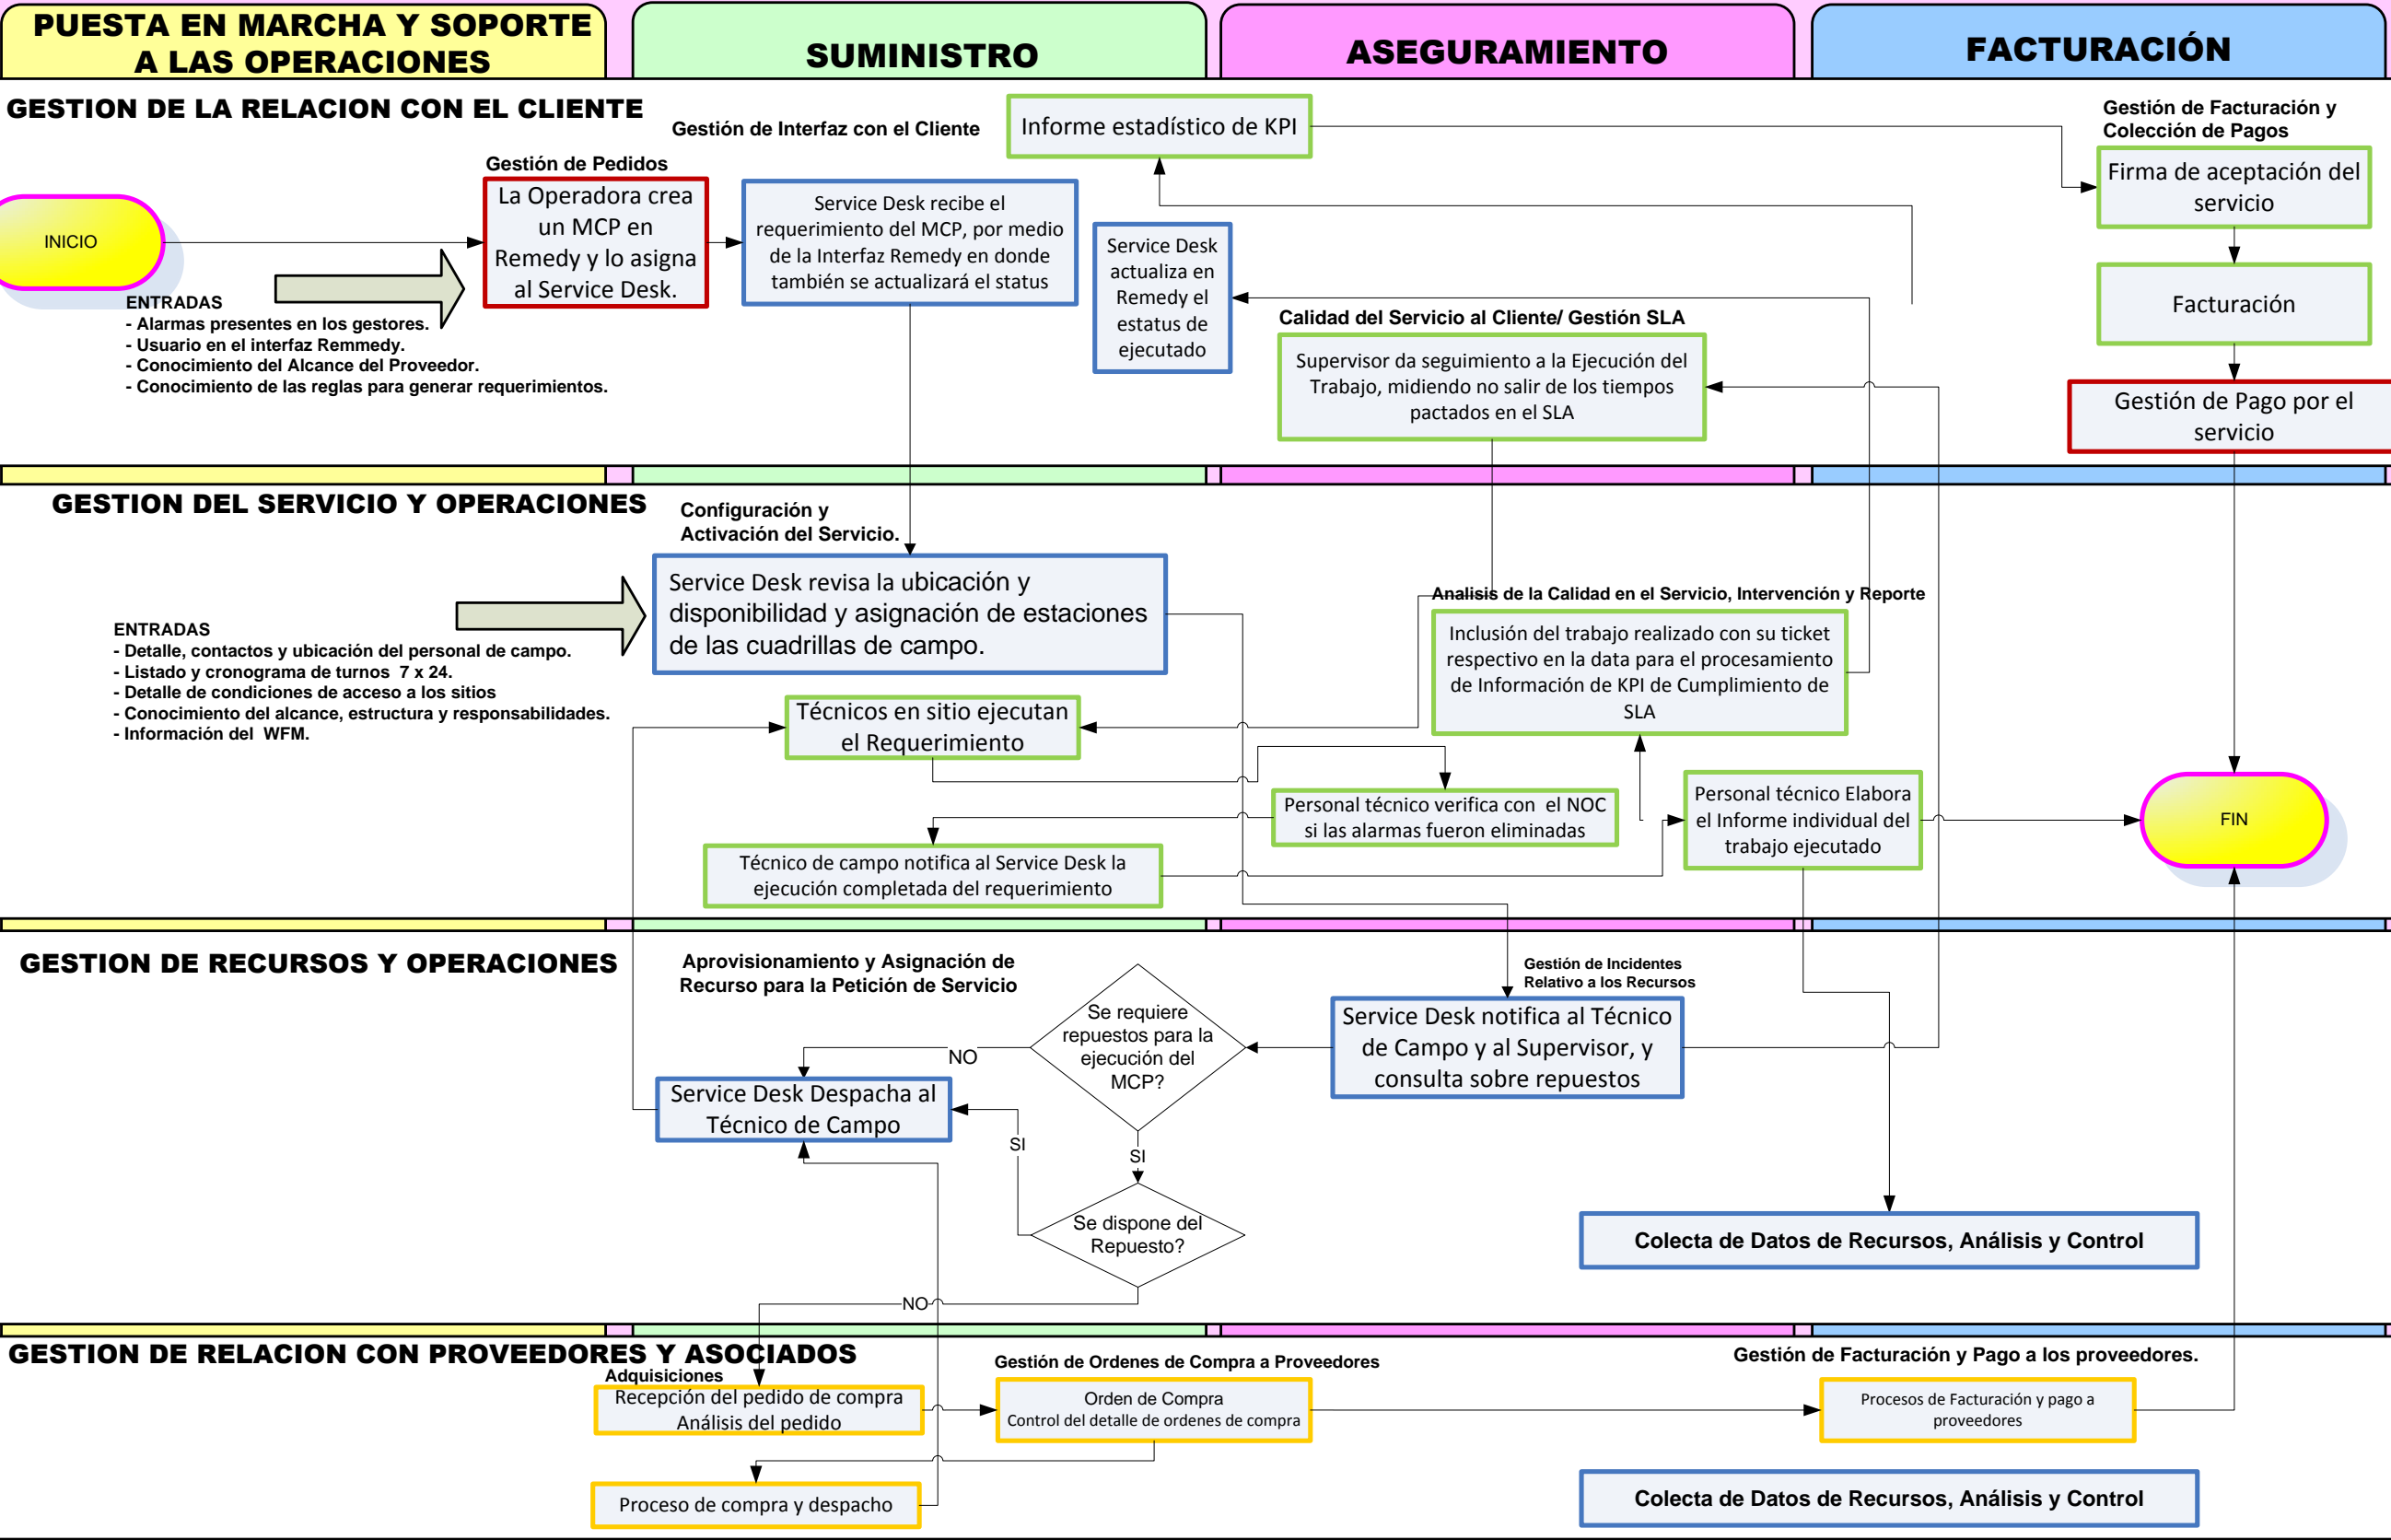 PUESTA EN MARCHA Y SOPORTE
A LAS OPERACIONES
SUMINISTRO
ASEGURAMIENTO
FACTURACIÓN
GESTION DE LA RELACION CON EL CLIENTE
Gestión de Interfaz con el Cliente
Informe estadístico de KPI
Gestión de Facturación y
Colección de Pagos
Gestión de Pedidos
INICIO
La Operadora crea
un MCP en
Remedy y lo asigna
al Service Desk.
Service Desk recibe el
requerimiento del MCP, por medio
de la Interfaz Remedy en donde
también se actualizará el status
Service Desk
actualiza en
Remedy el
estatus de
ejecutado
Firma de aceptación del
servicio
Facturación
Gestión de Pago por el
servicio
ENTRADAS
- Alarmas presentes en los gestores.
- Usuario en el interfaz Remmedy.
- Conocimiento del Alcance del Proveedor.
- Conocimiento de las reglas para generar requerimientos.
Calidad del Servicio al Cliente/ Gestión SLA
Supervisor da seguimiento a la Ejecución del
Trabajo, midiendo no salir de los tiempos
pactados en el SLA
GESTION DEL SERVICIO Y OPERACIONES
Configuración y
Activación del Servicio.
Service Desk revisa la ubicación y
disponibilidad y asignación de estaciones
de las cuadrillas de campo.
ENTRADAS
- Detalle, contactos y ubicación del personal de campo.
- Listado y cronograma de turnos 7 x 24.
- Detalle de condiciones de acceso a los sitios
- Conocimiento del alcance, estructura y responsabilidades.
- Información del WFM.
Analisis de la Calidad en el Servicio, Intervención y Reporte
Inclusión del trabajo realizado con su ticket
respectivo en la data para el procesamiento
de Información de KPI de Cumplimiento de
SLA
Técnicos en sitio ejecutan
el Requerimiento
Personal técnico verifica con el NOC
si las alarmas fueron eliminadas
Personal técnico Elabora
el Informe individual del
trabajo ejecutado
FIN
Técnico de campo notifica al Service Desk la
ejecución completada del requerimiento
GESTION DE RECURSOS Y OPERACIONES
Aprovisionamiento y Asignación de
Recurso para la Petición de Servicio
Gestión de Incidentes
Relativo a los Recursos
Se requiere
repuestos para la
ejecución del
MCP?
Service Desk notifica al Técnico
de Campo y al Supervisor, y
consulta sobre repuestos
NO
Service Desk Despacha al
Técnico de Campo
SI
SI
Se dispone del
Repuesto?
Colecta de Datos de Recursos, Análisis y Control
NO
GESTION DE RELACION CON PROVEEDORES Y ASOCIADOS
Adquisiciones
Recepción del pedido de compra
Análisis del pedido
Gestión de Ordenes de Compra a Proveedores
Orden de Compra
Control del detalle de ordenes de compra
Gestión de Facturación y Pago a los proveedores.
Procesos de Facturación y pago a
proveedores
Proceso de compra y despacho
Colecta de Datos de Recursos, Análisis y Control